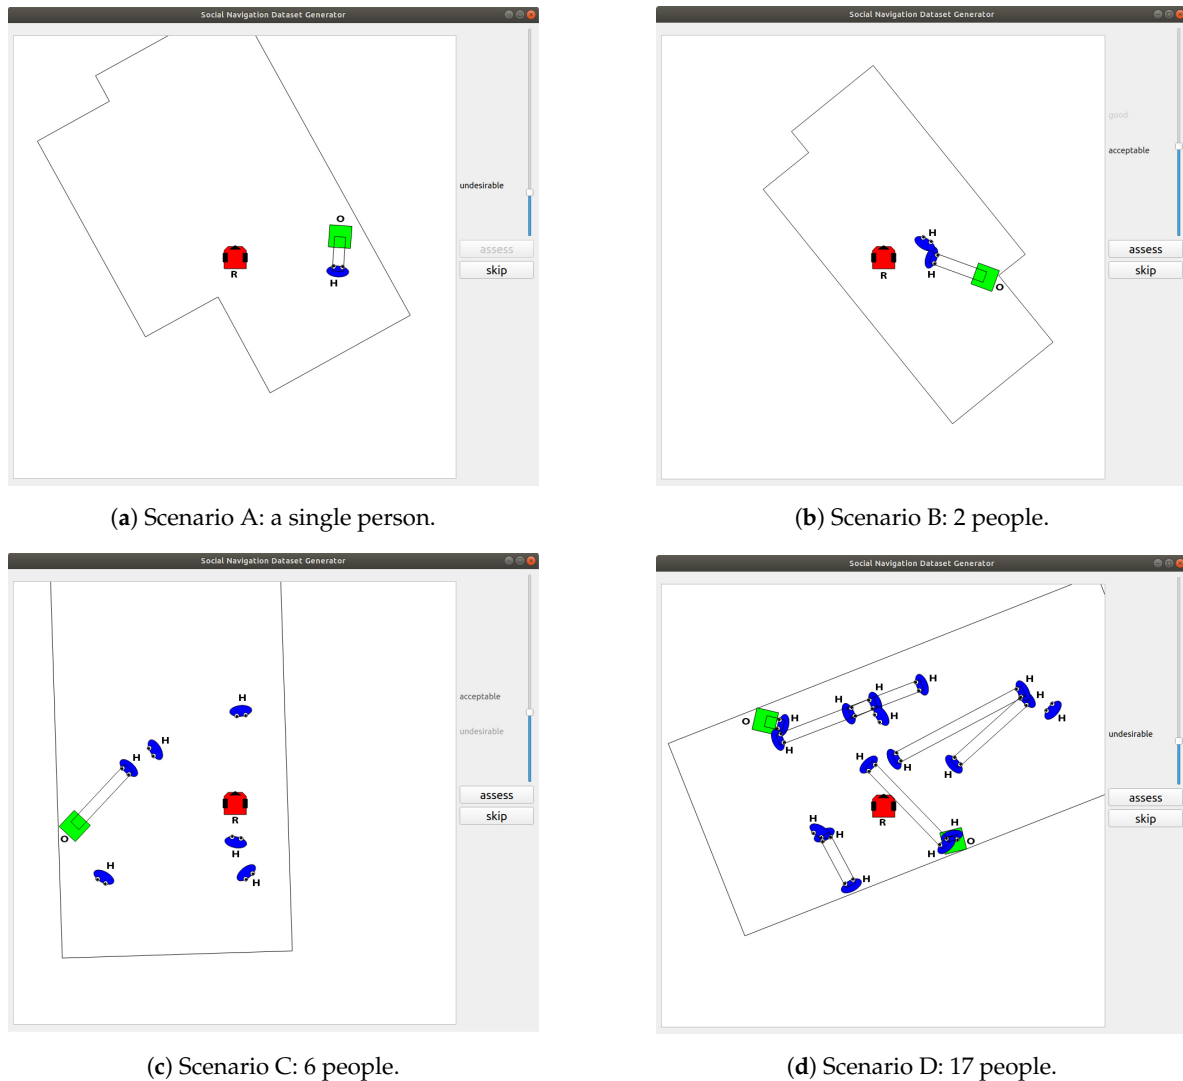 Social Navigation Dataset Generator
undesirable
assess
skip
O
R
H
(a) Scenario A: a single person.
Social Navigation Dataset Generator
good
acceptable
assess
skip
H
R
H
O
(b) Scenario B: 2 people.
Social Navigation Dataset Generator
acceptable
undesirable
assess
skip
H
H
H
R
O
H
H
H
(c) Scenario C: 6 people.
Social Navigation Dataset Generator
undesirable
assess
skip
H
H
H
H
O
H
H
H
H
H
H
H
H
H
R
H
H
H
O
H
H
(d) Scenario D: 17 people.